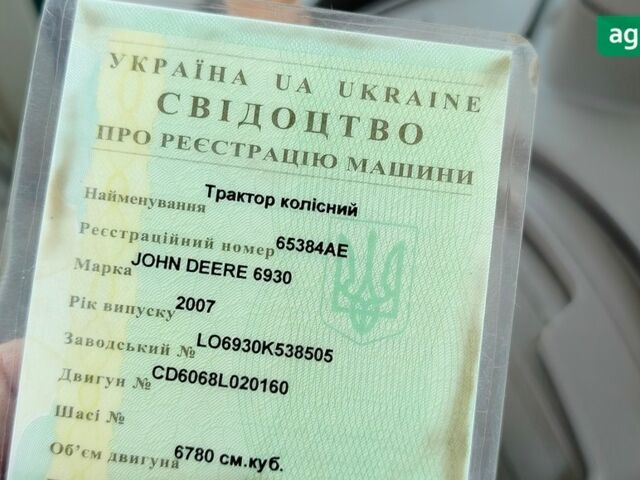 ag
УКРАЇНА UA UKRAINE
СВІДОЦТВО
ПРО РЕЄСТРАЦІЮ МАШИНИ
Найменування Трактор колісний
Реєстраційний номер 65384АЕ
Марка JOHN DEERE 6930
Рік випуску 2007
Заводський № LO6930K538505
Двигун № CD6068L020160
Шасі №
Об'єм двигуна 6780 см.куб.